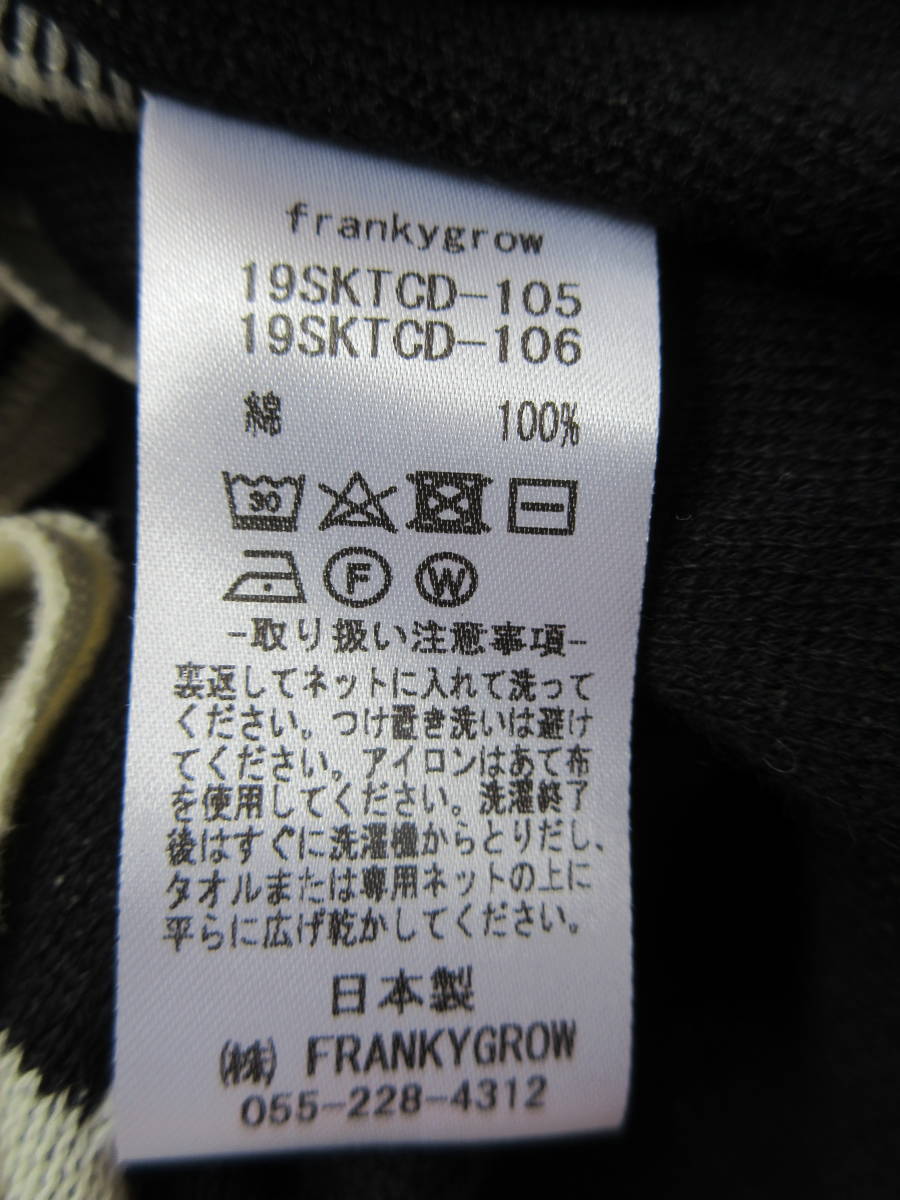 frankygrow
19SKTCD-105
19SKTCD-106
綿 100%
30
F W
-取り扱い注意事項-
裏返してネットに入れて洗って
ください。つけ置き洗いは避け
てください。アイロンはあて布
を使用してください。洗濯終了
後はすぐに洗濯機からとりだし、
タオルまたは専用ネットの上に
平らに広げ乾かしてください。
日本製
(株) FRANKYGROW
055-228-4312